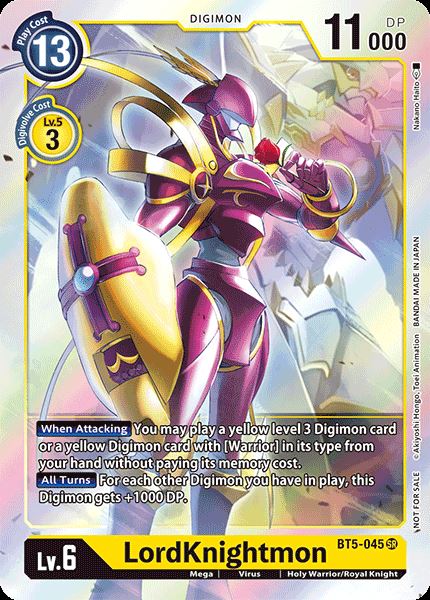 Play Cost
13
DIGIMON
DP
11 000
Digivolve Cost
Lv.5
3
Nakano Haito
©Akiyoshi Hongo, Toei Animation BANDAI MADE IN JAPAN
NOT FOR SALE
When Attacking You may play a yellow level 3 Digimon card
or a yellow Digimon card with [Warrior] in its type from
your hand without paying its memory cost.
All Turns For each other Digimon you have in play, this
Digimon gets +1000 DP.
BT5-045 SR
Lv.6
LordKnightmon
Mega
Virus
Holy Warrior/Royal Knight